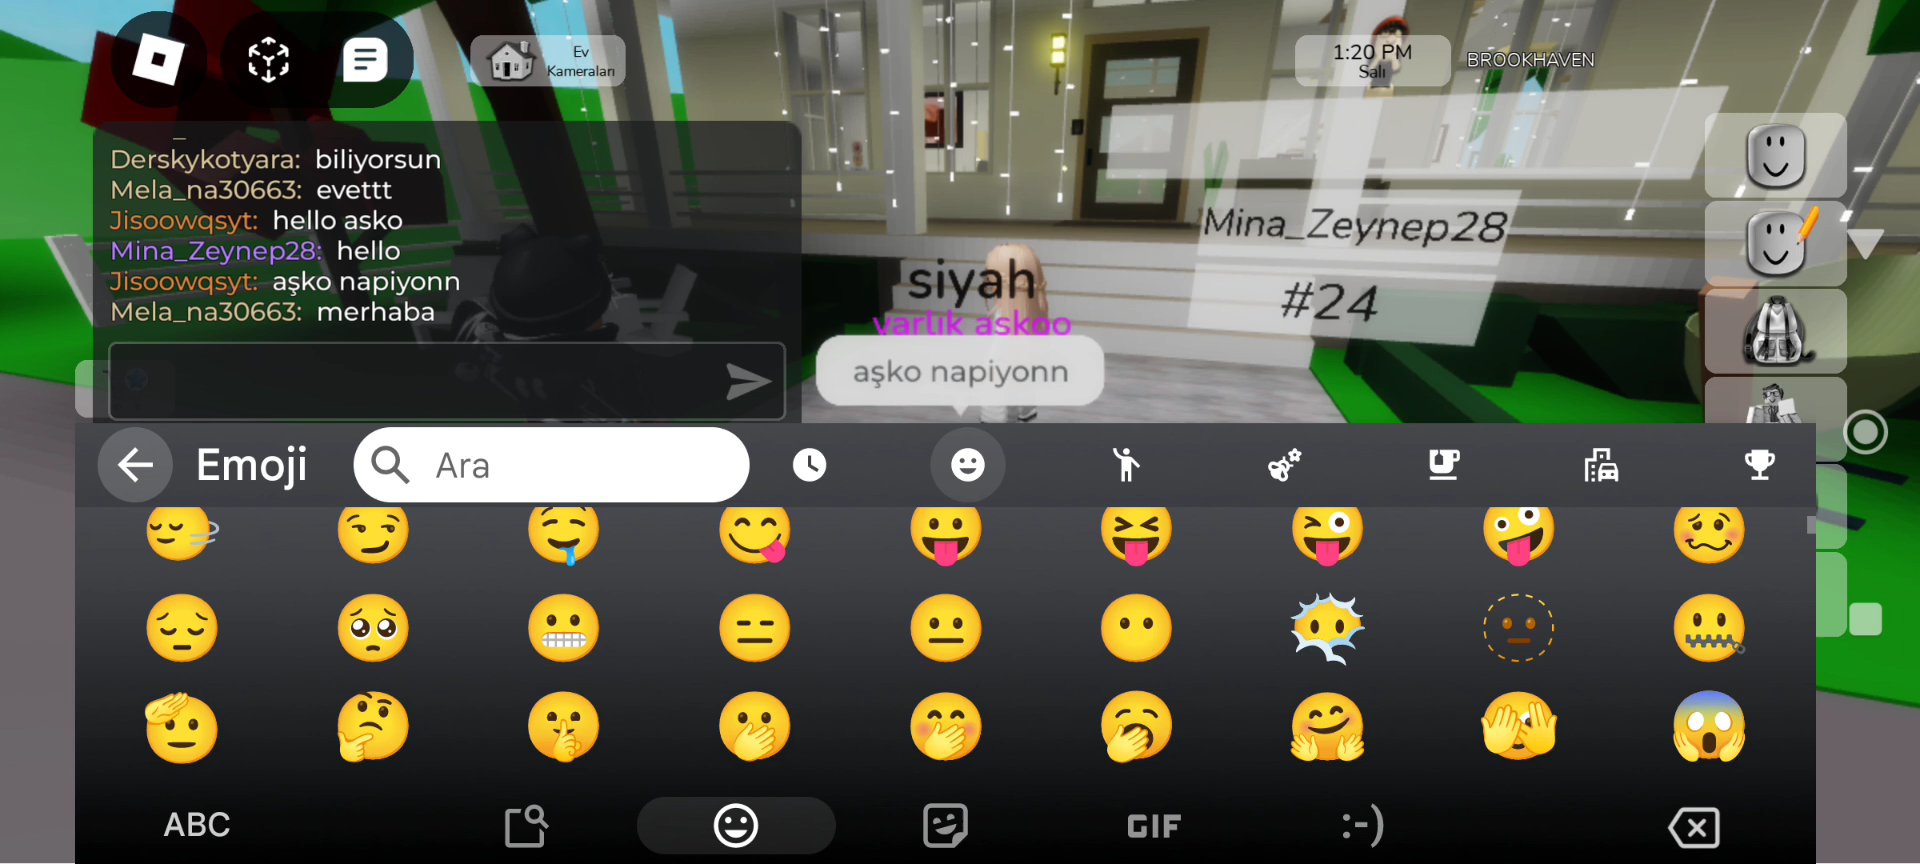 Ev
Kameraları
1:20 PM
Salı
BROOKHAVEN
Derskykotyara: biliyorsun
Mela_na30663: evettt
Jisoowqsyt: hello asko
Mina_Zeynep28: hello
Jisoowqsyt: aşko napiyonn
Mela_na30663: merhaba
Mina_Zeynep28
#24
siyah
varlık askoo
aşko napiyonn
Emoji
Ara
ABC
GIF
:-)